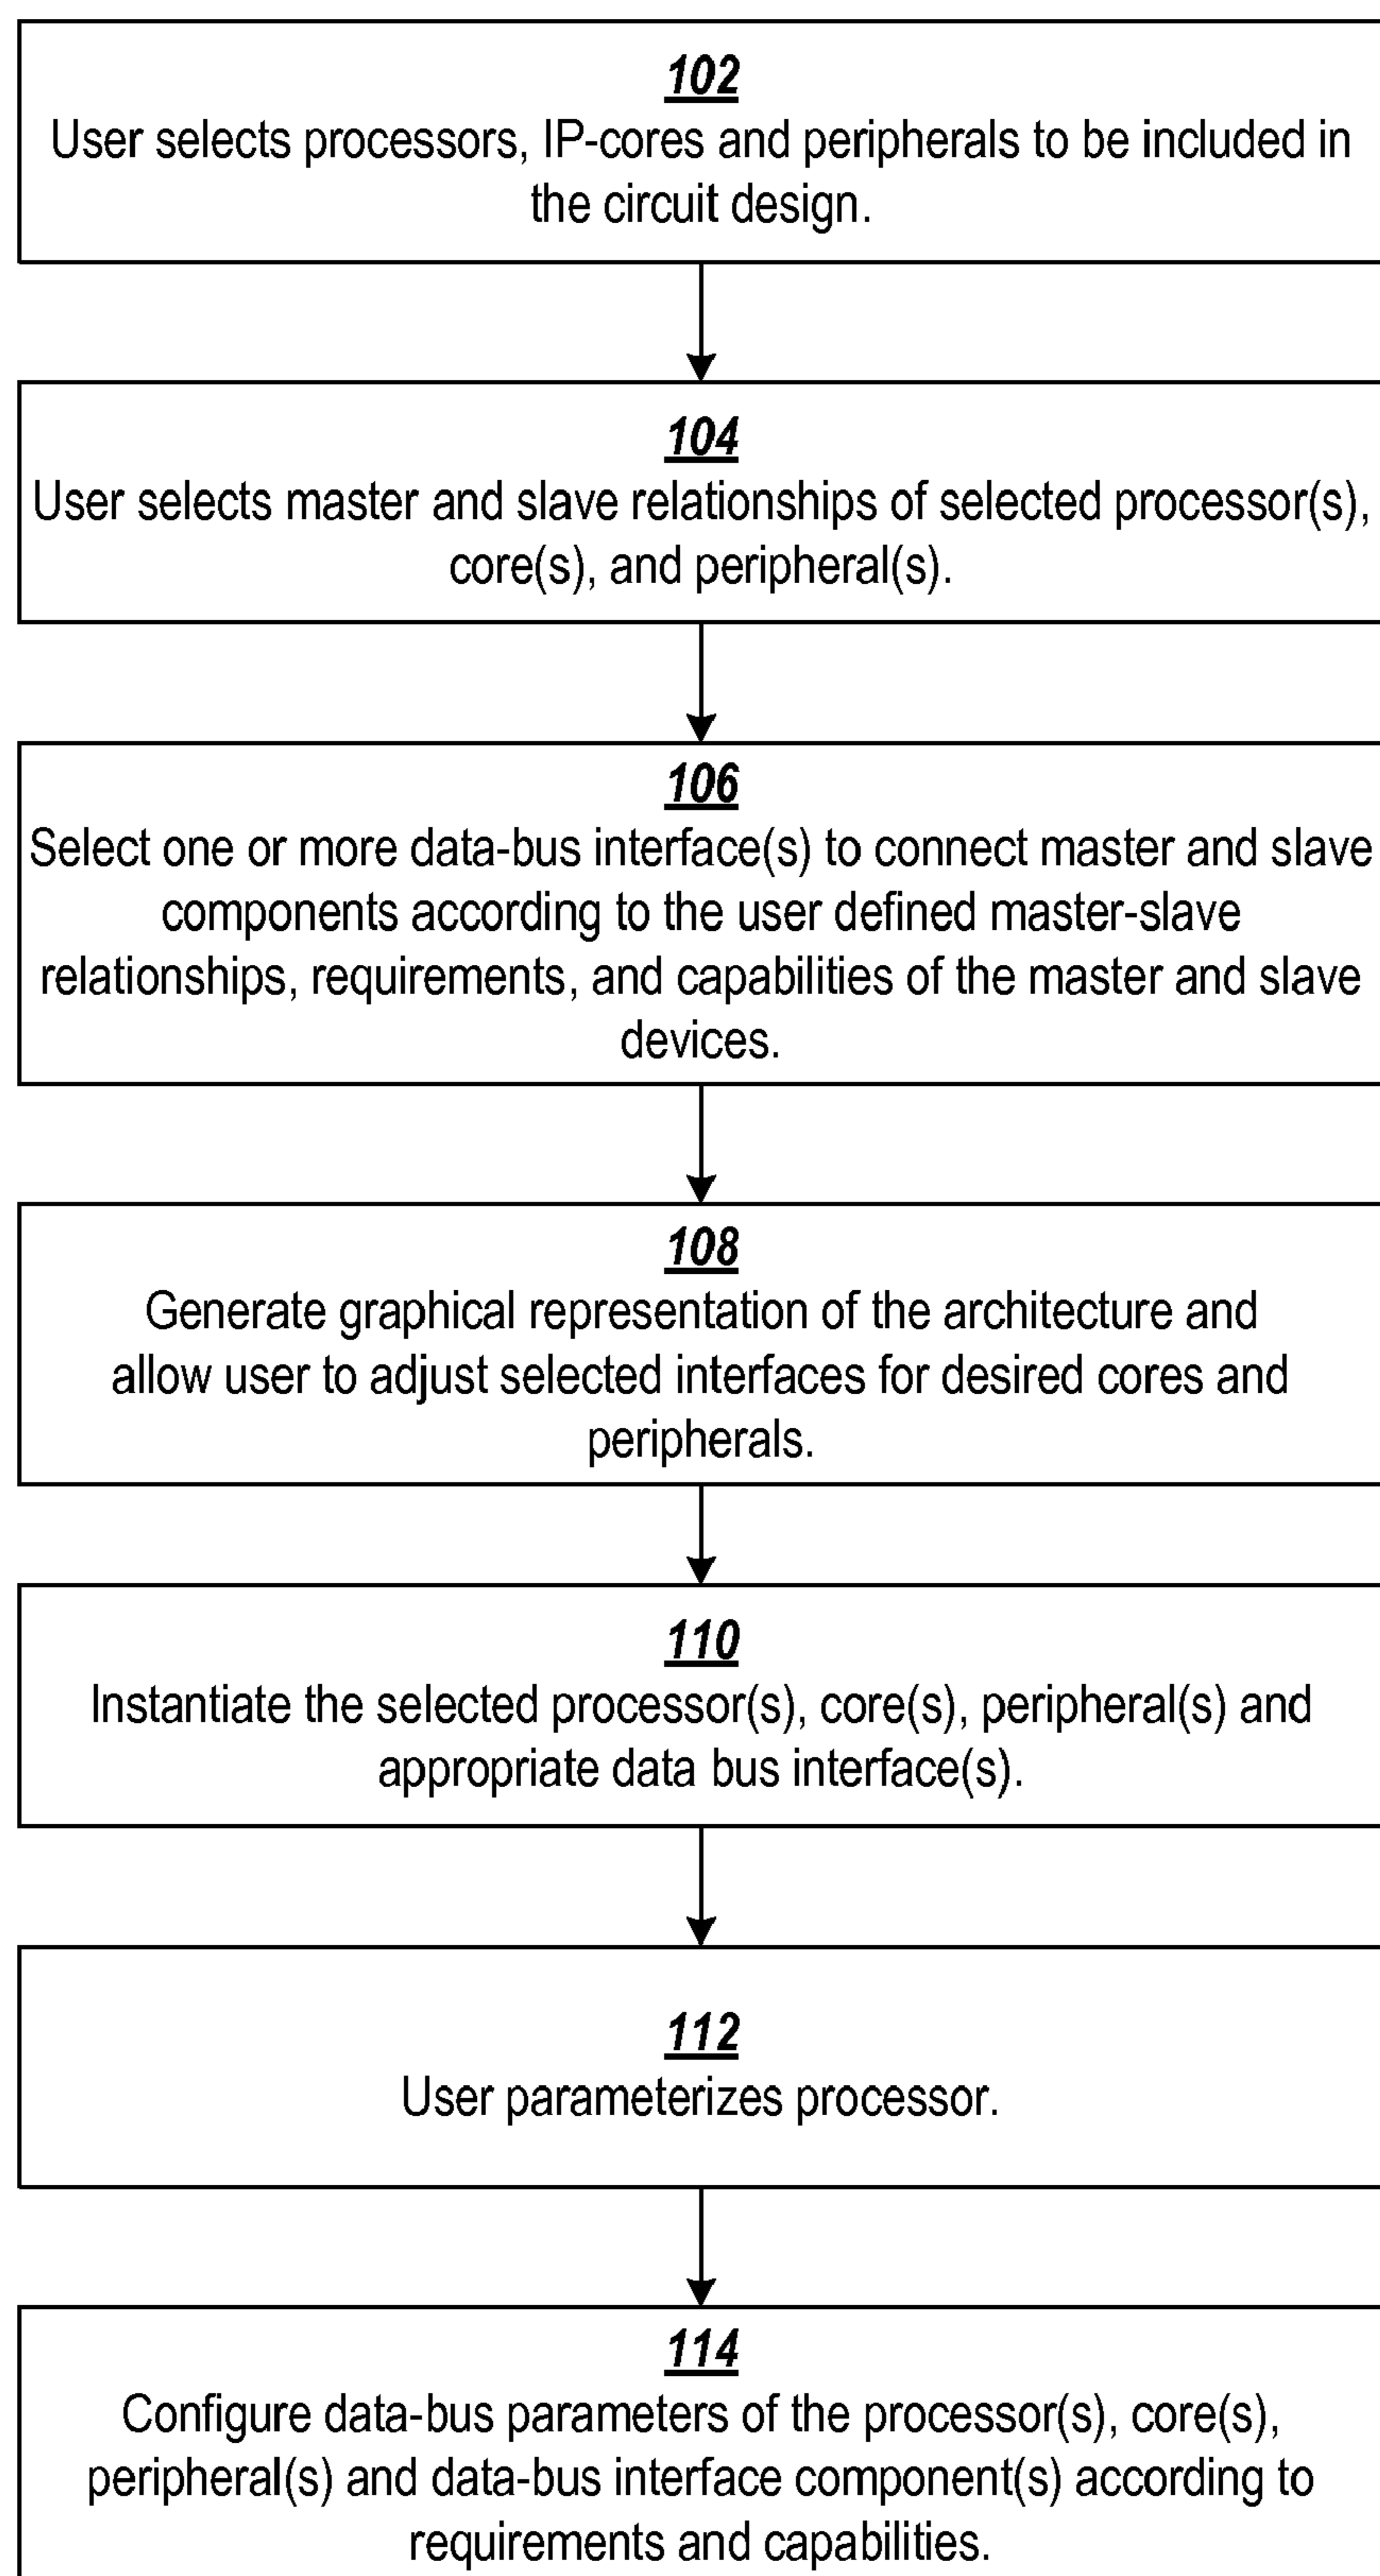 102
User selects processors, IP-cores and peripherals to be included in
the circuit design.
104
User selects master and slave relationships of selected processor(s),
core(s), and peripheral(s).
106
Select one or more data-bus interface(s) to connect master and slave
components according to the user defined master-slave
relationships, requirements, and capabilities of the master and slave
devices.
108
Generate graphical representation of the architecture and
allow user to adjust selected interfaces for desired cores and
peripherals.
110
Instantiate the selected processor(s), core(s), peripheral(s) and
appropriate data bus interface(s).
112
User parameterizes processor.
114
Configure data-bus parameters of the processor(s), core(s),
peripheral(s) and data-bus interface component(s) according to
requirements and capabilities.